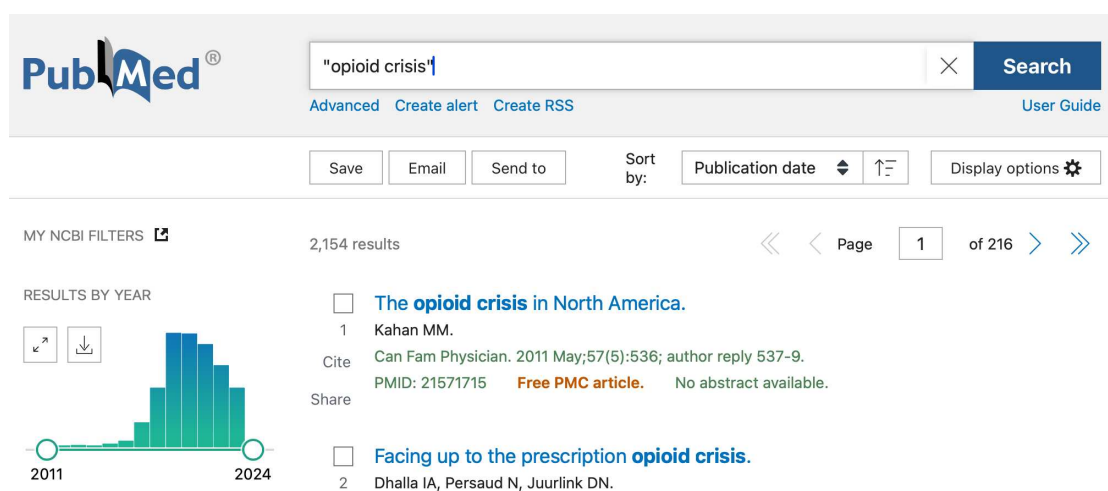 PubMed®
"opioid crisis"
Search
Advanced Create alert Create RSS
User Guide
Save Email Send to
Sort by:
Publication date
Display options
MY NCBI FILTERS
2,154 results
Page 1 of 216
RESULTS BY YEAR
2011 2024
The opioid crisis in North America.
1 Kahan MM.
Cite
Can Fam Physician. 2011 May;57(5):536; author reply 537-9.
PMID: 21571715 Free PMC article. No abstract available.
Share
Facing up to the prescription opioid crisis.
2 Dhalla IA, Persaud N, Juurlink DN.